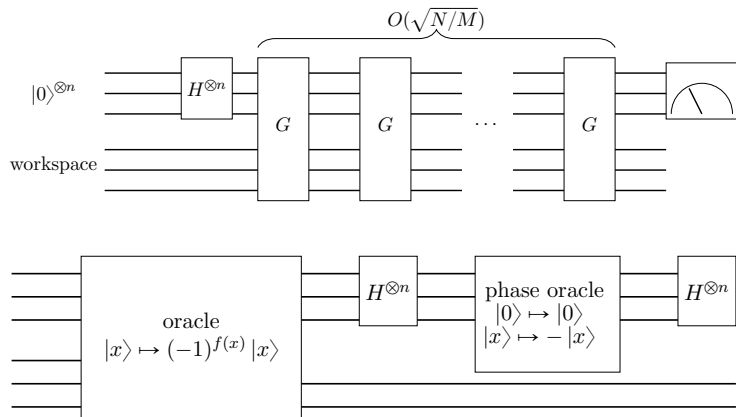 O(√N/M)
|0⟩⊗n
H⊗n
G
G
· · ·
G
workspace
oracle
|x⟩ ↦ (−1)f(x) |x⟩
H⊗n
phase oracle
|0⟩ ↦ |0⟩
|x⟩ ↦ − |x⟩
H⊗n